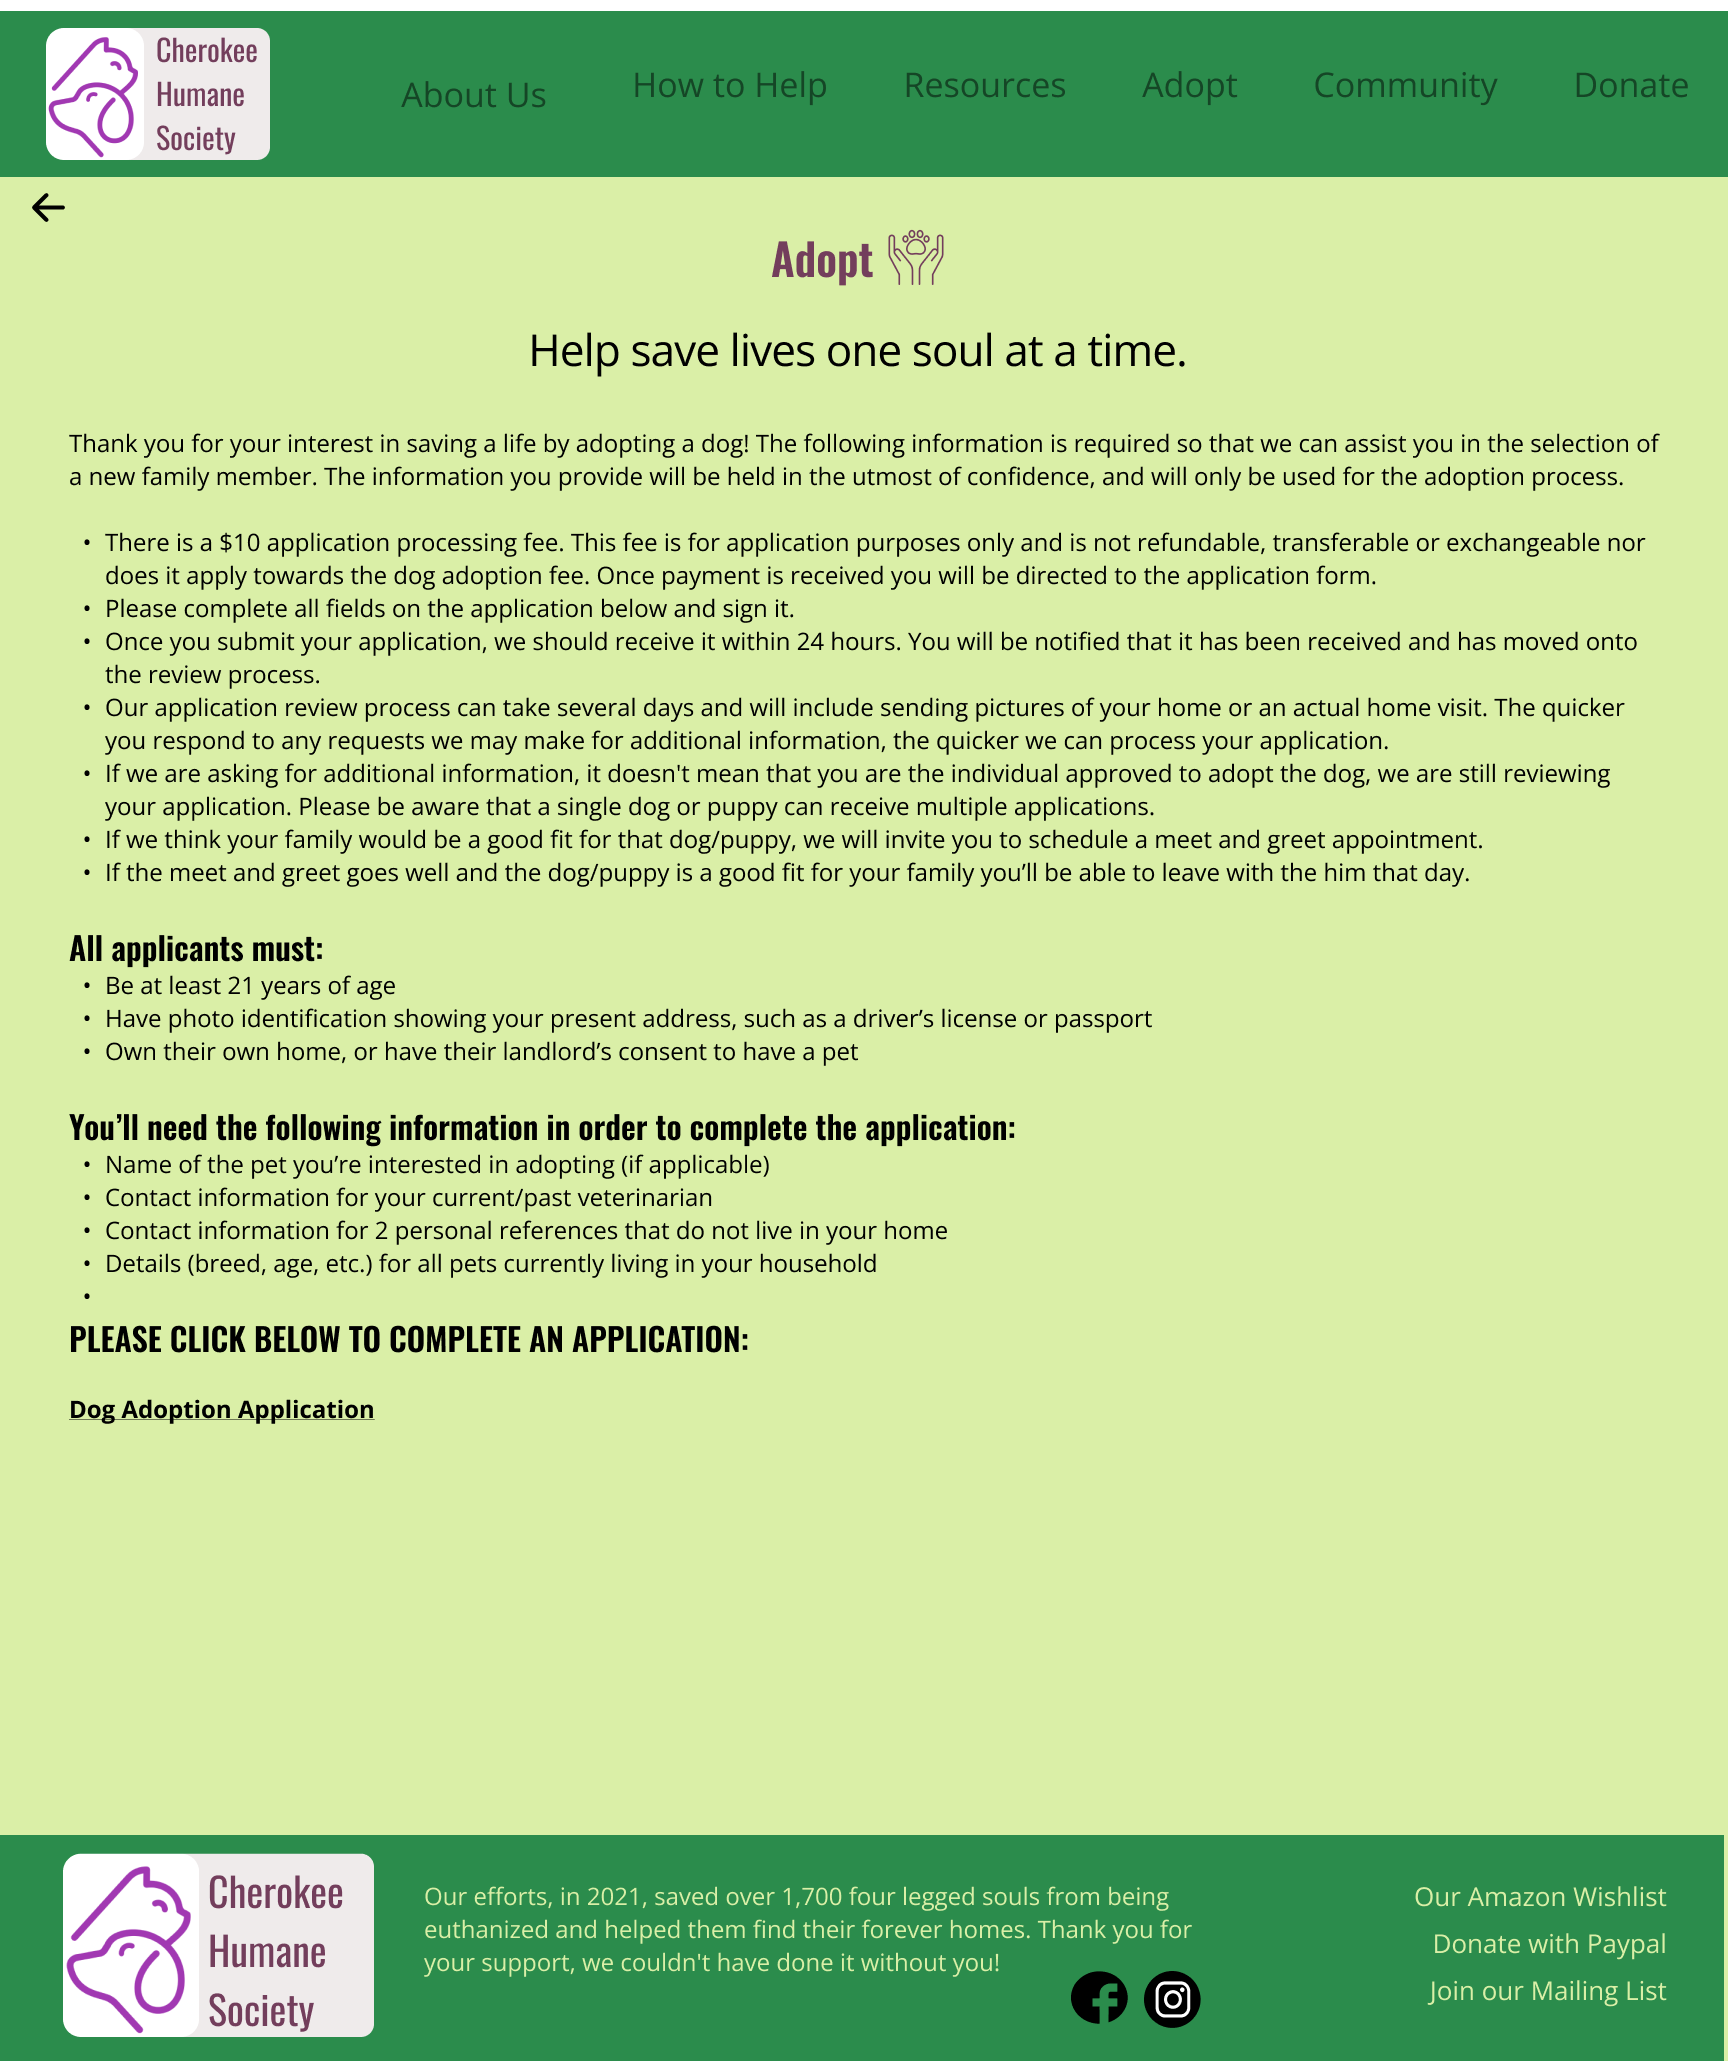 Cherokee
Humane
Society
About Us
How to Help
Resources
Adopt
Community
Donate
Adopt
Help save lives one soul at a time.
Thank you for your interest in saving a life by adopting a dog! The following information is required so that we can assist you in the selection of
a new family member. The information you provide will be held in the utmost of confidence, and will only be used for the adoption process.
• There is a $10 application processing fee. This fee is for application purposes only and is not refundable, transferable or exchangeable nor
does it apply towards the dog adoption fee. Once payment is received you will be directed to the application form.
• Please complete all fields on the application below and sign it.
• Once you submit your application, we should receive it within 24 hours. You will be notified that it has been received and has moved onto
the review process.
• Our application review process can take several days and will include sending pictures of your home or an actual home visit. The quicker
you respond to any requests we may make for additional information, the quicker we can process your application.
• If we are asking for additional information, it doesn't mean that you are the individual approved to adopt the dog, we are still reviewing
your application. Please be aware that a single dog or puppy can receive multiple applications.
• If we think your family would be a good fit for that dog/puppy, we will invite you to schedule a meet and greet appointment.
• If the meet and greet goes well and the dog/puppy is a good fit for your family you’ll be able to leave with the him that day.
All applicants must:
• Be at least 21 years of age
• Have photo identification showing your present address, such as a driver’s license or passport
• Own their own home, or have their landlord’s consent to have a pet
You’ll need the following information in order to complete the application:
• Name of the pet you’re interested in adopting (if applicable)
• Contact information for your current/past veterinarian
• Contact information for 2 personal references that do not live in your home
• Details (breed, age, etc.) for all pets currently living in your household
•
PLEASE CLICK BELOW TO COMPLETE AN APPLICATION:
Dog Adoption Application
Cherokee
Humane
Society
Our efforts, in 2021, saved over 1,700 four legged souls from being
euthanized and helped them find their forever homes. Thank you for
your support, we couldn't have done it without you!
Our Amazon Wishlist
Donate with Paypal
Join our Mailing List